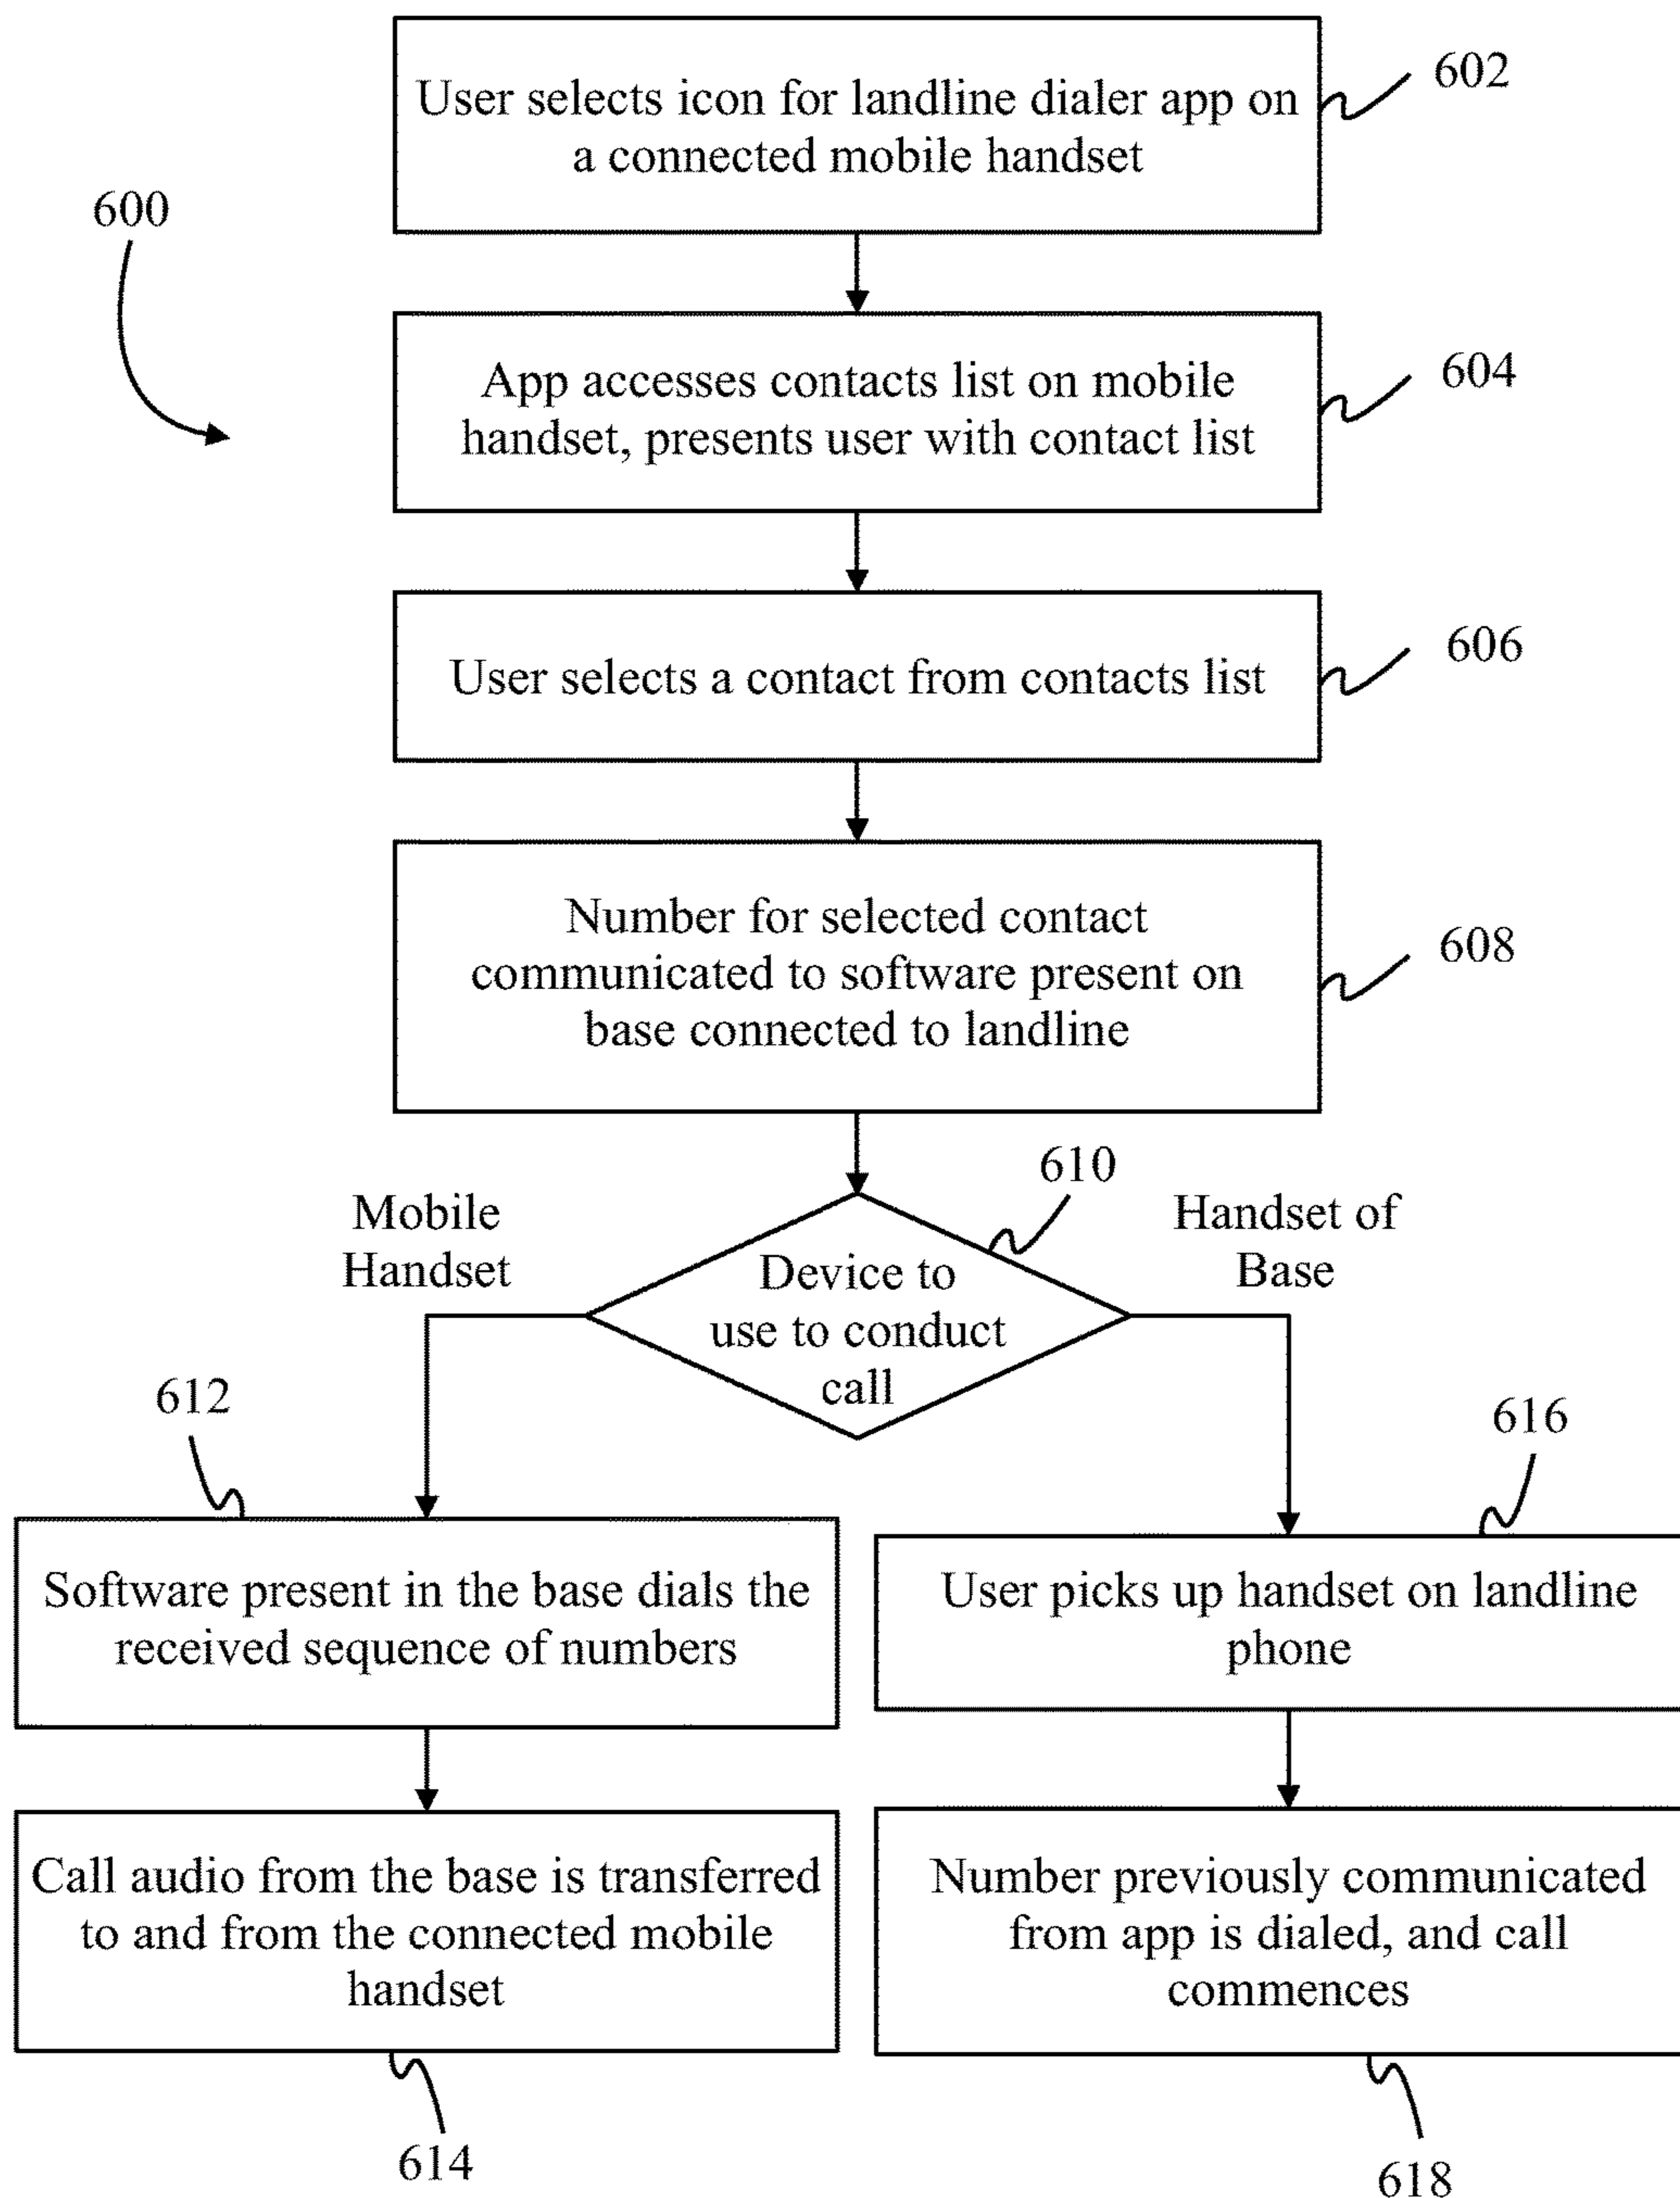 User selects icon for landline dialer app on
a connected mobile handset
602
600
App accesses contacts list on mobile
handset, presents user with contact list
604
User selects a contact from contacts list
606
Number for selected contact
communicated to software present on
base connected to landline
608
610
Mobile
Handset
Device to
use to conduct
call
Handset of
Base
612
Software present in the base dials the
received sequence of numbers
616
User picks up handset on landline
phone
Call audio from the base is transferred
to and from the connected mobile
handset
614
Number previously communicated
from app is dialed, and call
commences
618